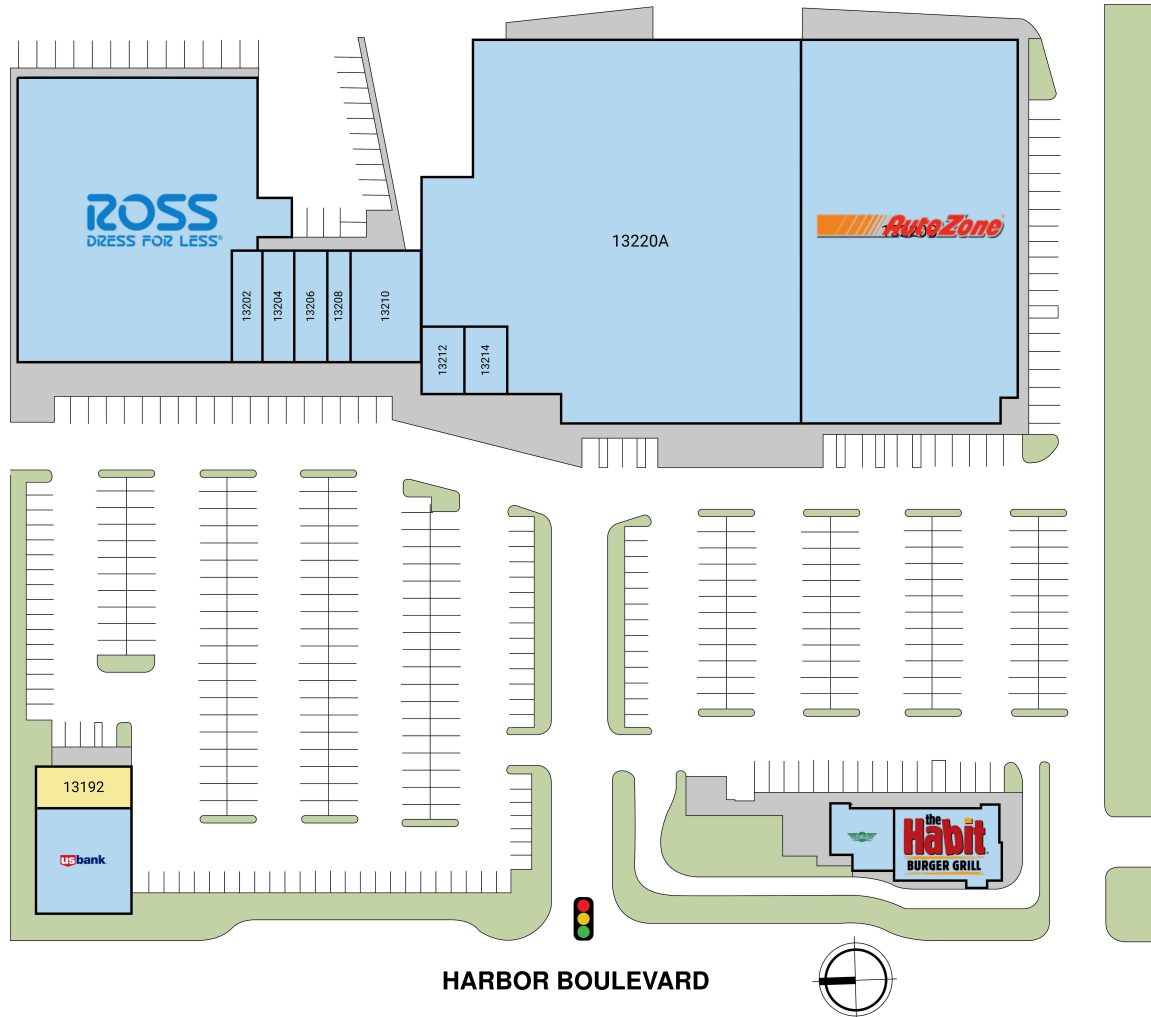 ROSS
DRESS FOR LESS®
13220A
AutoZone
13202
13204
13206
13208
13210
13212
13214
13192
usbank
the
Habit
BURGER GRILL
HARBOR BOULEVARD